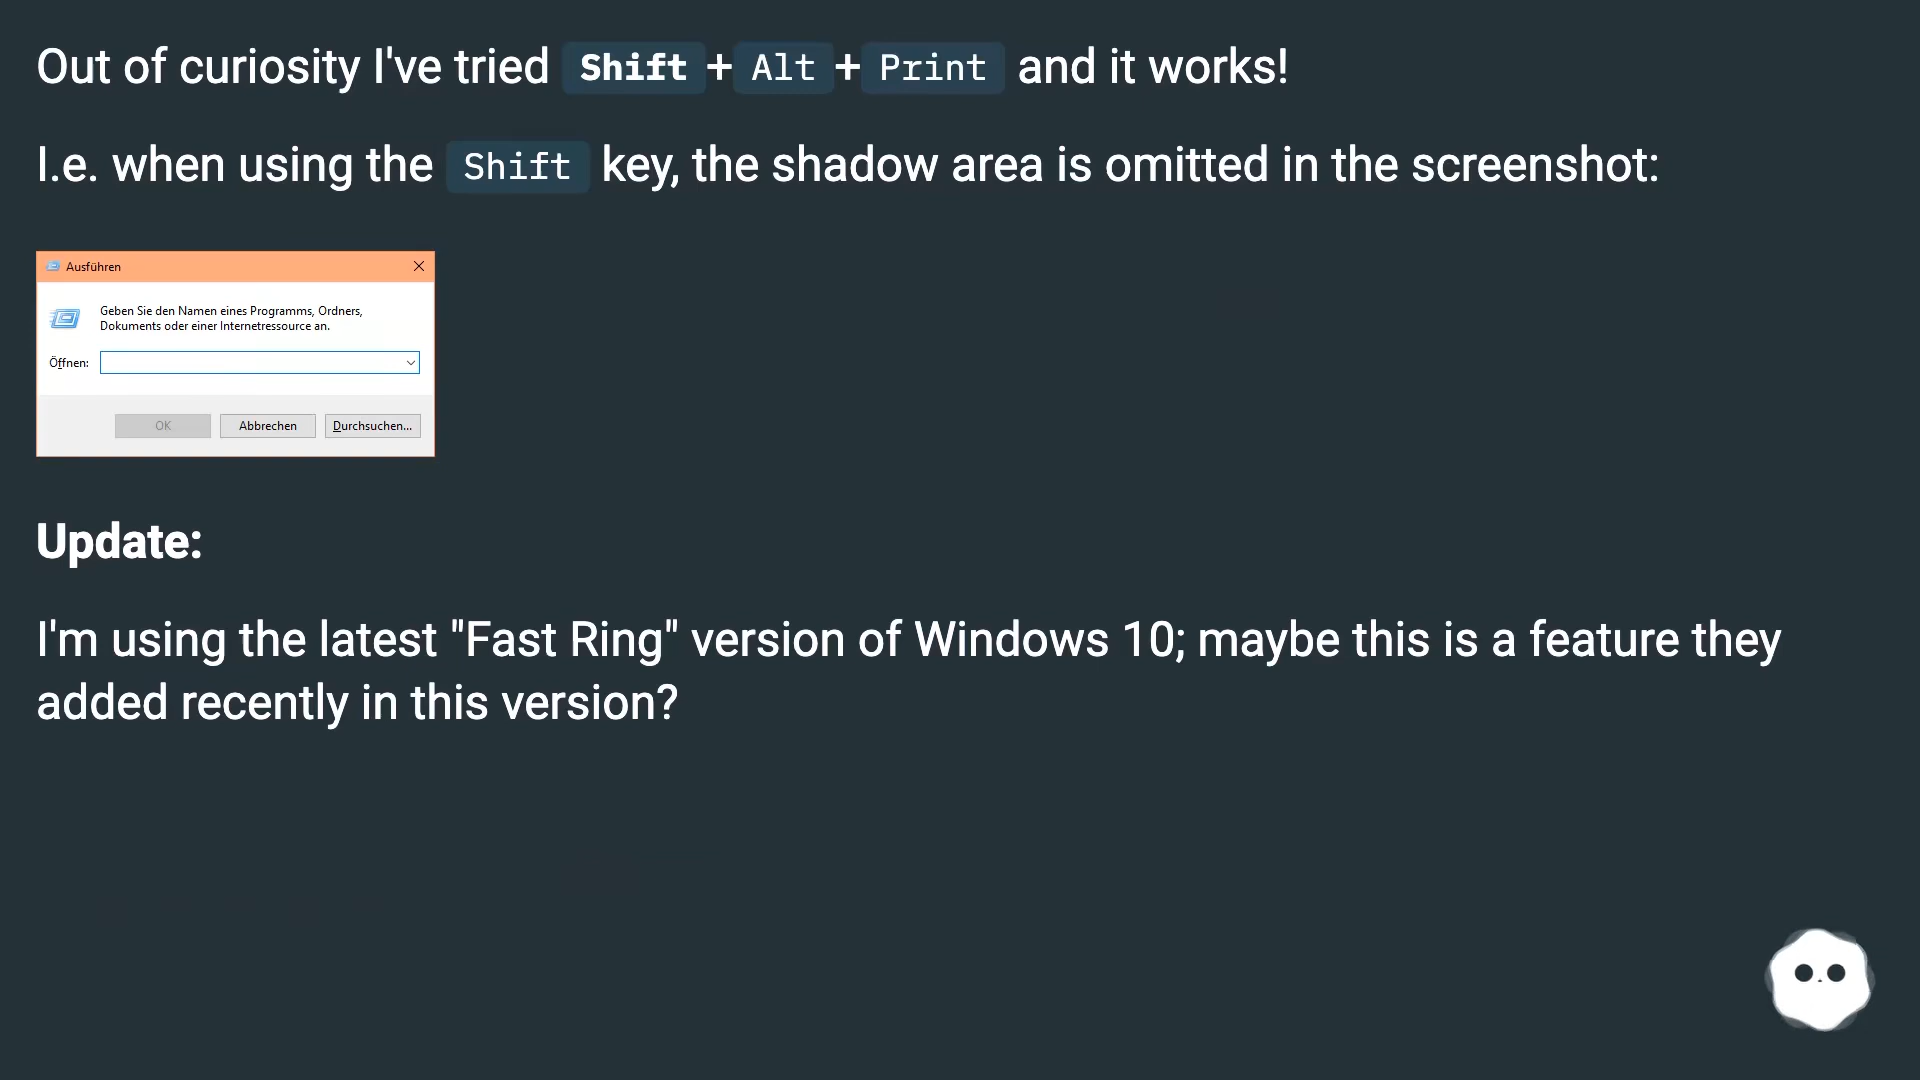 Out of curiosity I've tried Shift + Alt + Print and it works!
I.e. when using the Shift key, the shadow area is omitted in the screenshot:
Ausführen
Geben Sie den Namen eines Programms, Ordners,
Dokuments oder einer Internetressource an.
Öffnen:
OK Abbrechen Durchsuchen...
Update:
I'm using the latest "Fast Ring" version of Windows 10; maybe this is a feature they
added recently in this version?